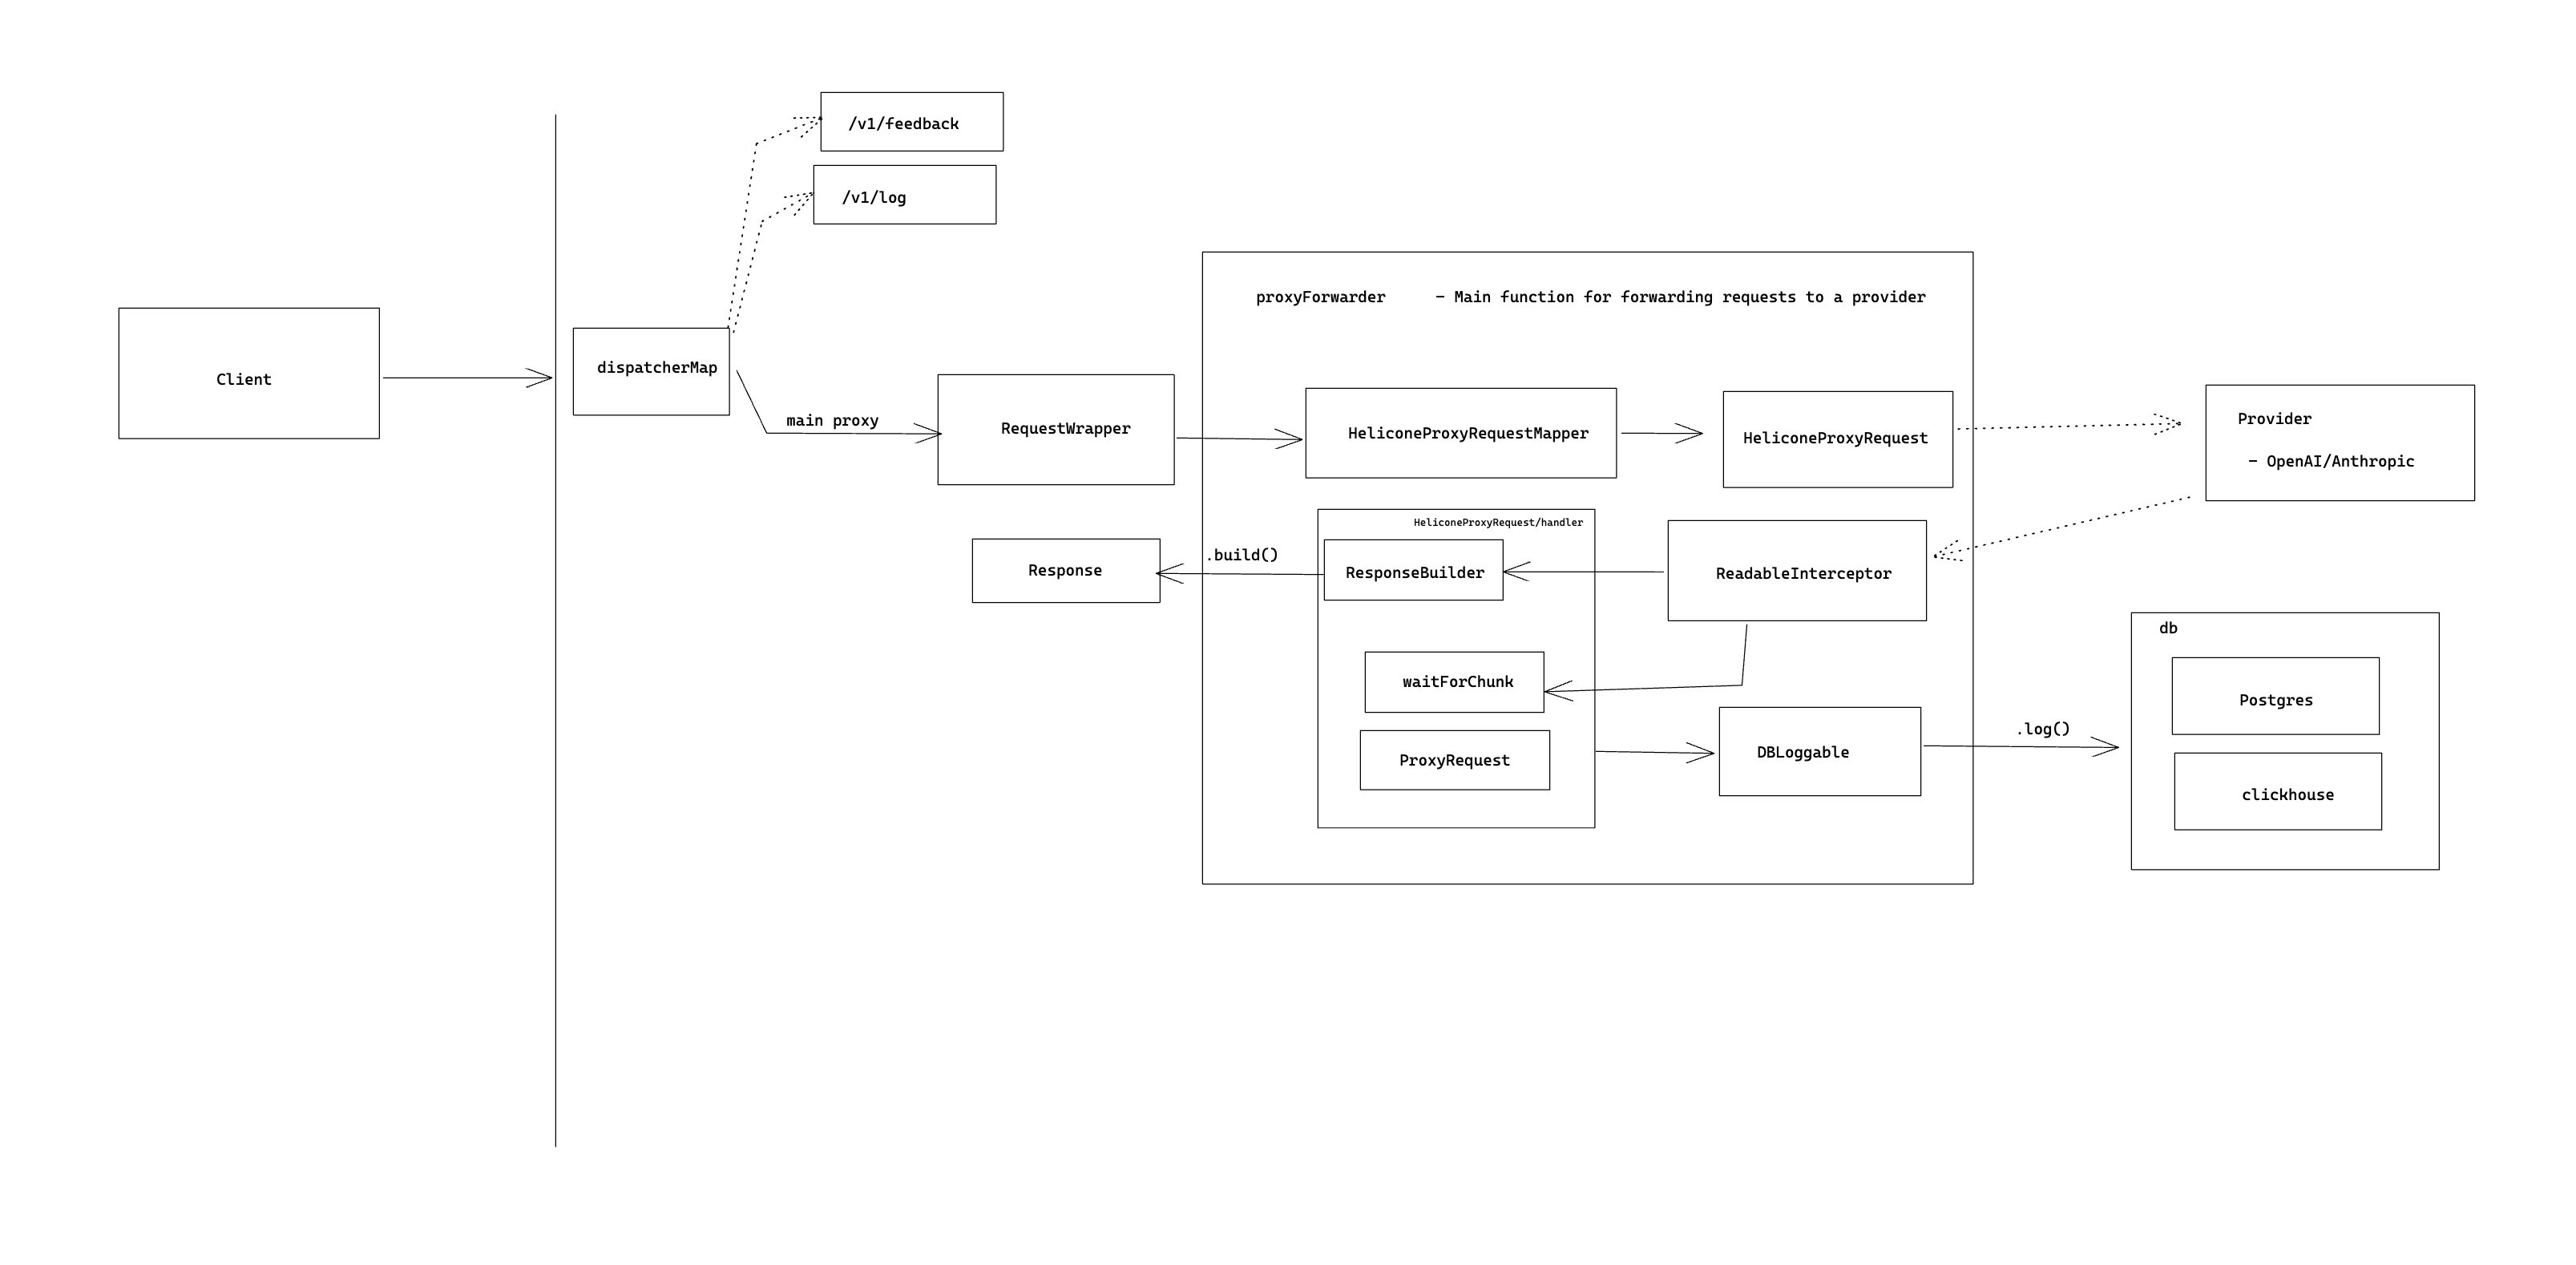 /v1/feedback
/v1/log
proxyForwarder – Main function for forwarding requests to a provider
Client
dispatcherMap
main proxy
RequestWrapper
HeliconeProxyRequestMapper
HeliconeProxyRequest
Provider
– OpenAI/Anthropic
HeliconeProxyRequest/handler
Response
.build()
ResponseBuilder
ReadableInterceptor
waitForChunk
ProxyRequest
DBLoggable
.log()
db
Postgres
clickhouse